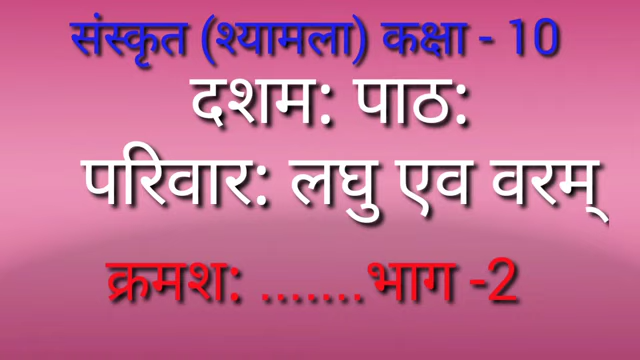 संस्कृत (श्यामला) कक्षा - 10
दशम: पाठ:
परिवार: लघु एव वरम्
क्रमश: .......भाग -2